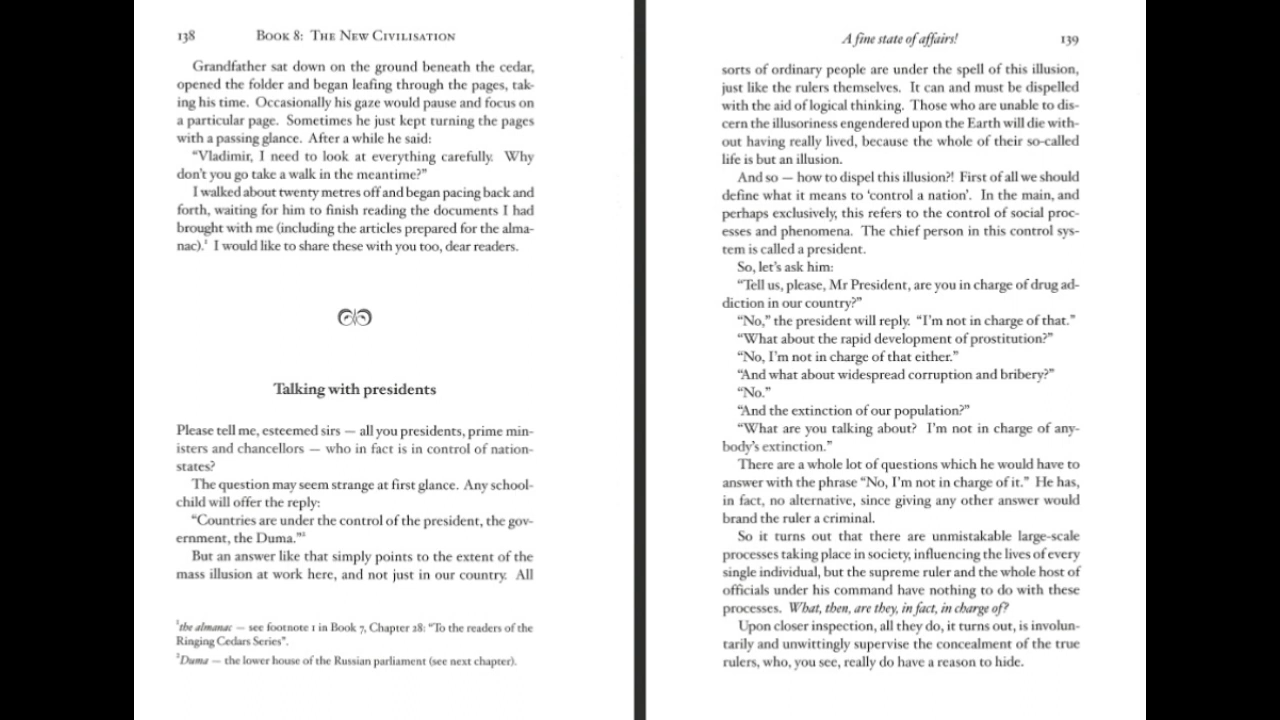 138 BOOK 8: THE NEW CIVILISATION
Grandfather sat down on the ground beneath the cedar,
opened the folder and began leafing through the pages, tak-
ing his time. Occasionally his gaze would pause and focus on
a particular page. Sometimes he just kept turning the pages
with a passing glance. After a while he said:
“Vladimir, I need to look at everything carefully. Why
don’t you go take a walk in the meantime?”
I walked about twenty metres off and began pacing back and
forth, waiting for him to finish reading the documents I had
brought with me (including the articles prepared for the alma-
nac).¹ I would like to share these with you too, dear readers.
Talking with presidents
Please tell me, esteemed sirs — all you presidents, prime min-
isters and chancellors — who in fact is in control of nation-
states?
The question may seem strange at first glance. Any school-
child will offer the reply:
“Countries are under the control of the president, the gov-
ernment, the Duma.”²
But an answer like that simply points to the extent of the
mass illusion at work here, and not just in our country. All
¹the almanac — see footnote 1 in Book 7, Chapter 28: “To the readers of the
Ringing Cedars Series”.
²Duma — the lower house of the Russian parliament (see next chapter).
A fine state of affairs! 139
sorts of ordinary people are under the spell of this illusion,
just like the rulers themselves. It can and must be dispelled
with the aid of logical thinking. Those who are unable to dis-
cern the illusoriness engendered upon the Earth will die with-
out having really lived, because the whole of their so-called
life is but an illusion.
And so — how to dispel this illusion?! First of all we should
define what it means to ‘control a nation’. In the main, and
perhaps exclusively, this refers to the control of social proc-
esses and phenomena. The chief person in this control sys-
tem is called a president.
So, let’s ask him:
“Tell us, please, Mr President, are you in charge of drug ad-
diction in our country?”
“No,” the president will reply. “I’m not in charge of that.”
“What about the rapid development of prostitution?”
“No, I’m not in charge of that either.”
“And what about widespread corruption and bribery?”
“No.”
“And the extinction of our population?”
“What are you talking about? I’m not in charge of any-
body’s extinction.”
There are a whole lot of questions which he would have to
answer with the phrase “No, I’m not in charge of it.” He has,
in fact, no alternative, since giving any other answer would
brand the ruler a criminal.
So it turns out that there are unmistakable large-scale
processes taking place in society, influencing the lives of every
single individual, but the supreme ruler and the whole host of
officials under his command have nothing to do with these
processes. What, then, are they, in fact, in charge of?
Upon closer inspection, all they do, it turns out, is involun-
tarily and unwittingly supervise the concealment of the true
rulers, who, you see, really do have a reason to hide.